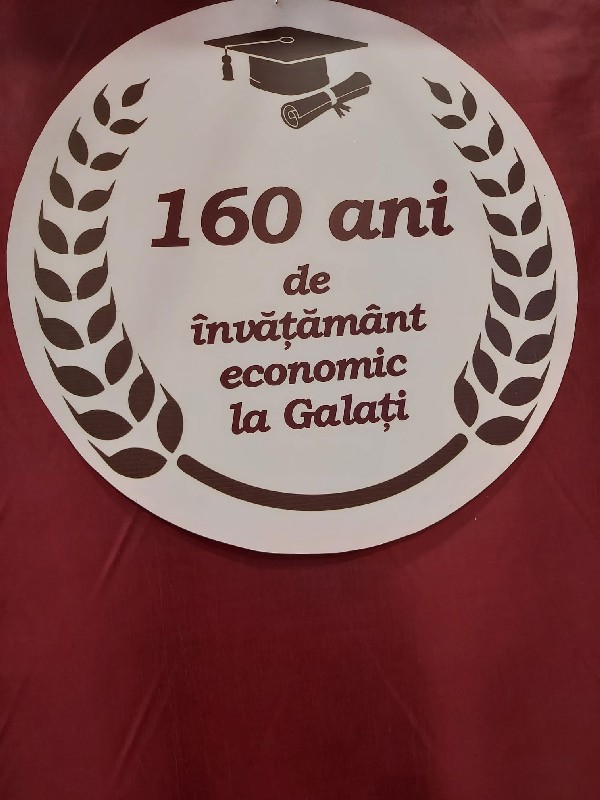 160 ani
de
învățământ
economic
la Galați